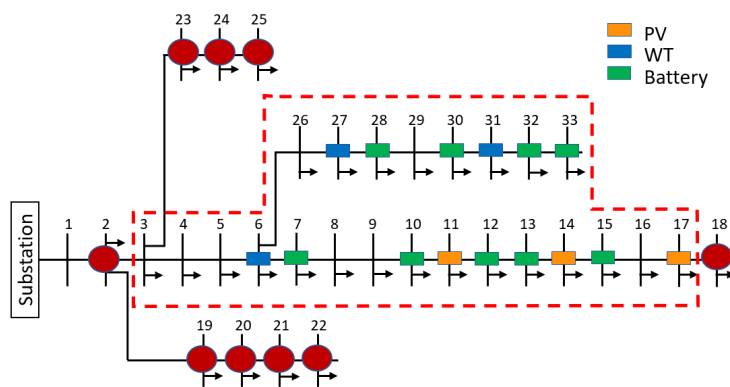 23 24 25
PV
WT
Battery
26 27 28 29 30 31 32 33
Substation
1 2 3 4 5 6 7 8 9 10 11 12 13 14 15 16 17 18
19 20 21 22